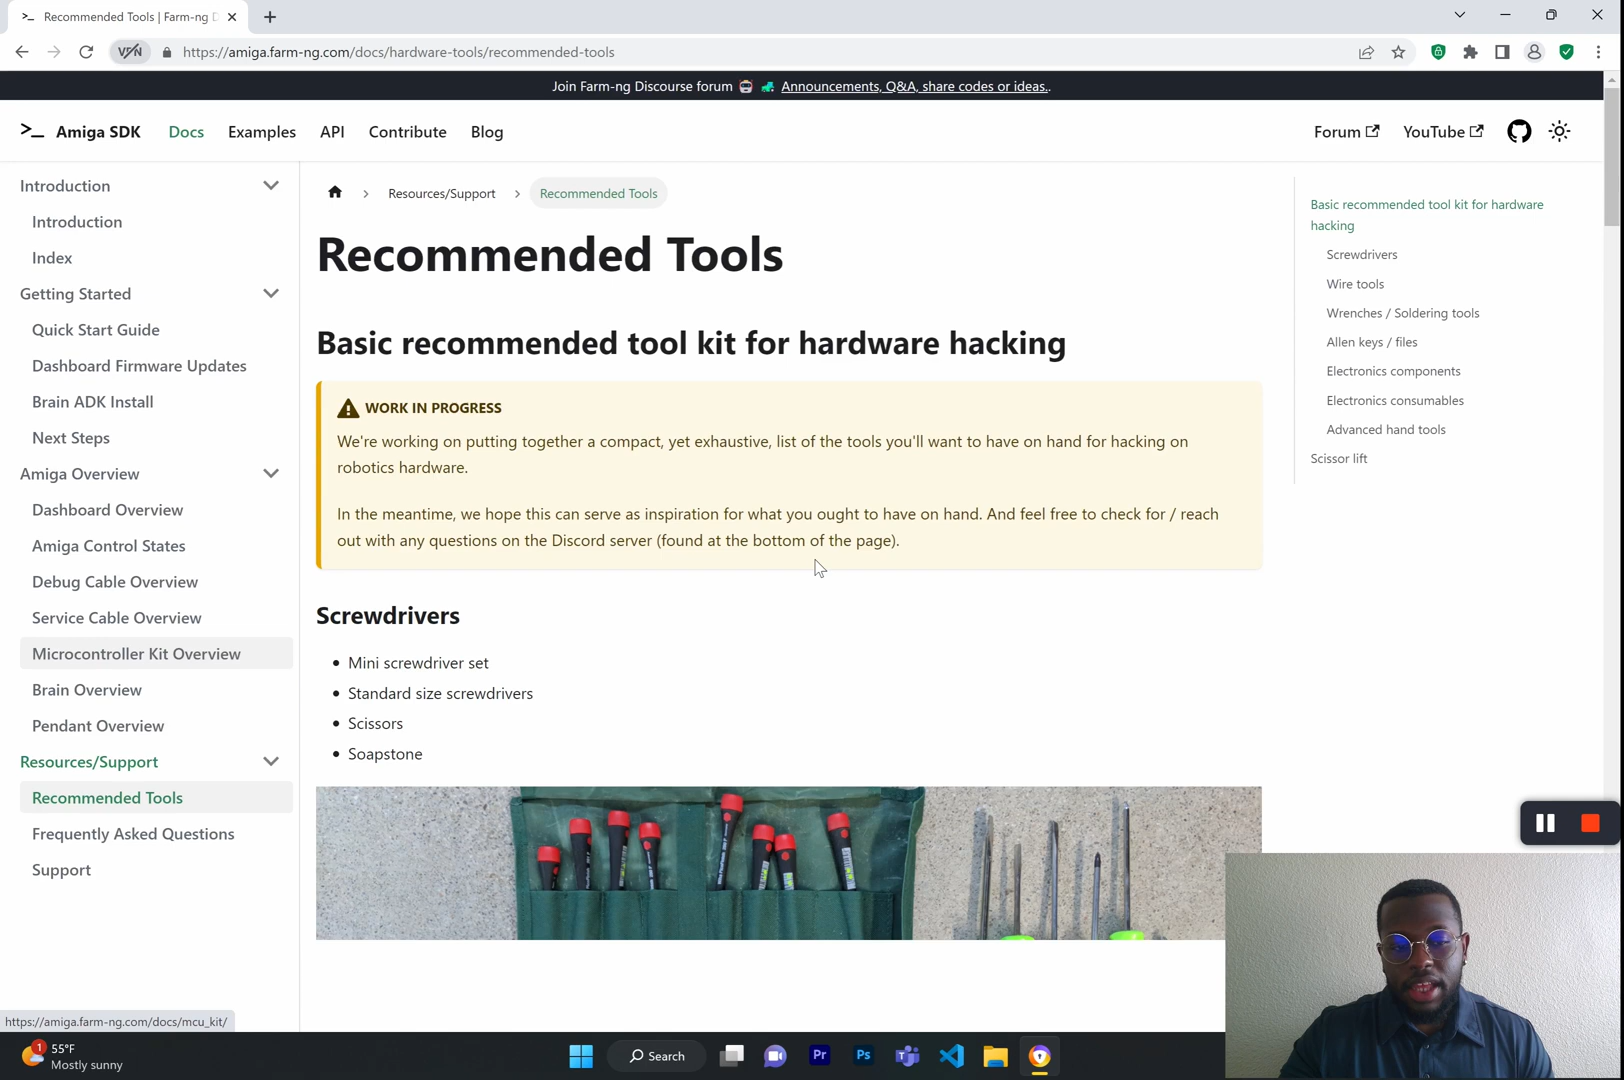 Recommended Tools | Farm-ng D
VPN
https://amiga.farm-ng.com/docs/hardware-tools/recommended-tools
Join Farm-ng Discourse forum Announcements, Q&A, share codes or ideas..
Amiga SDK Docs Examples API Contribute Blog Forum YouTube
Introduction
Introduction
Index
Getting Started
Quick Start Guide
Dashboard Firmware Updates
Brain ADK Install
Next Steps
Amiga Overview
Dashboard Overview
Amiga Control States
Debug Cable Overview
Service Cable Overview
Microcontroller Kit Overview
Brain Overview
Pendant Overview
Resources/Support
Recommended Tools
Frequently Asked Questions
Support
Resources/Support > Recommended Tools
Recommended Tools
Basic recommended tool kit for hardware hacking
WORK IN PROGRESS
We're working on putting together a compact, yet exhaustive, list of the tools you'll want to have on hand for hacking on
robotics hardware.
In the meantime, we hope this can serve as inspiration for what you ought to have on hand. And feel free to check for / reach
out with any questions on the Discord server (found at the bottom of the page).
Screwdrivers
Mini screwdriver set
Standard size screwdrivers
Scissors
Soapstone
Basic recommended tool kit for hardware
hacking
Screwdrivers
Wire tools
Wrenches / Soldering tools
Allen keys / files
Electronics components
Electronics consumables
Advanced hand tools
Scissor lift
https://amiga.farm-ng.com/docs/mcu_kit/
1
55°F
Mostly sunny
Search
Pr
Ps